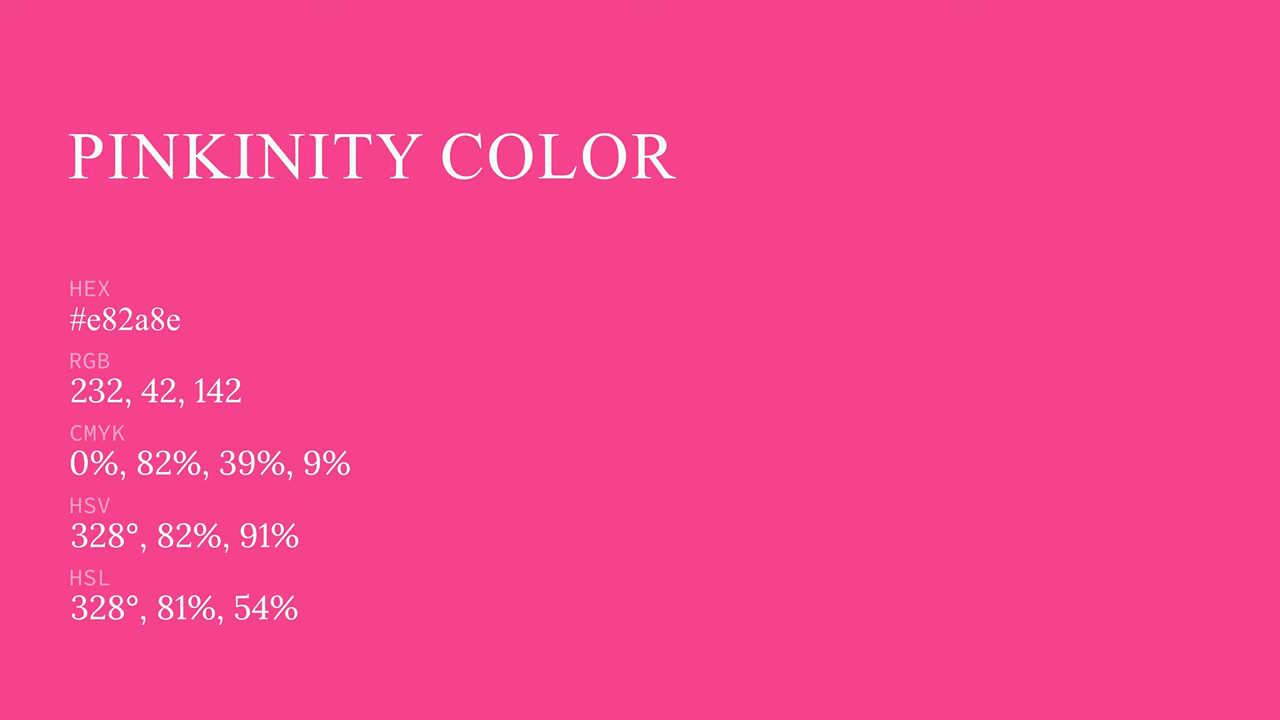 PINKINITY COLOR
HEX
#e82a8e
RGB
232, 42, 142
CMYK
0%, 82%, 39%, 9%
HSV
328°, 82%, 91%
HSL
328°, 81%, 54%